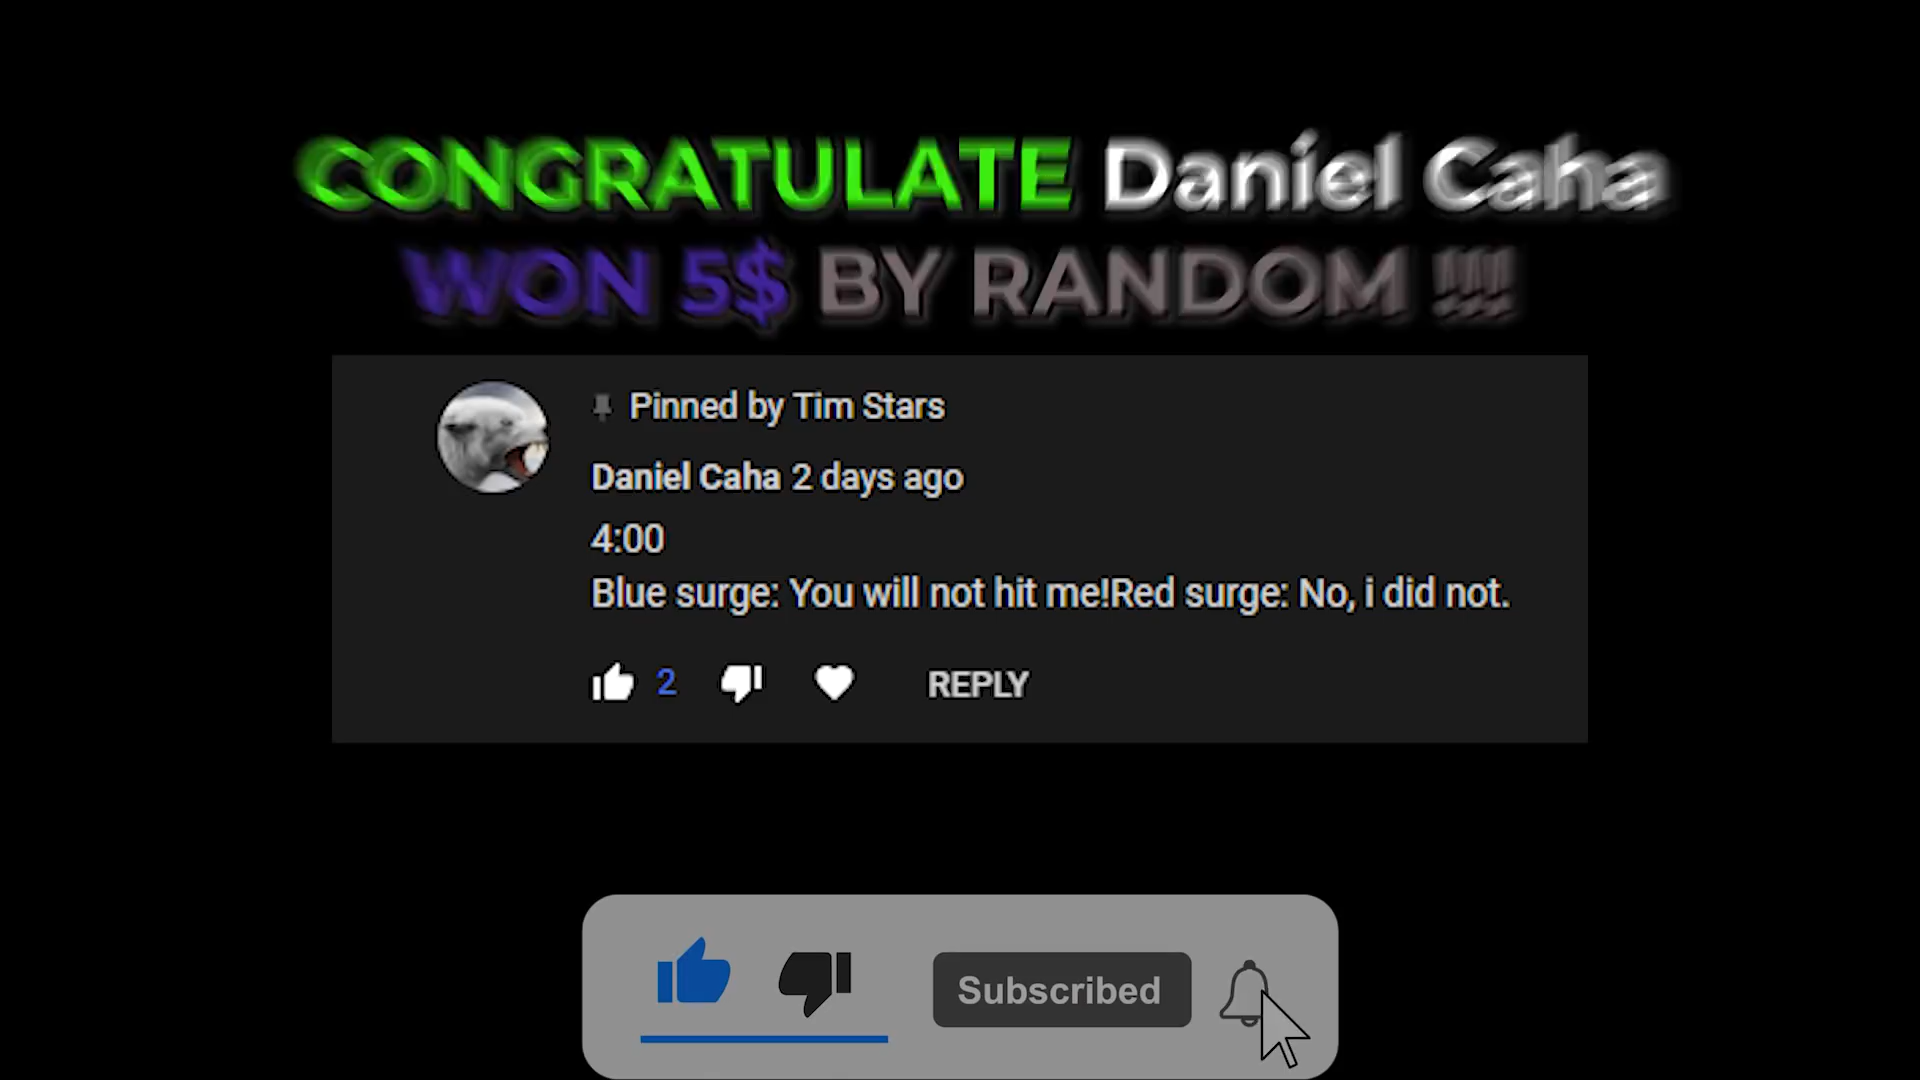 CONGRATULATE Daniel Caha
WON 5$ BY RANDOM !!!
Pinned by Tim Stars
Daniel Caha 2 days ago
4:00
Blue surge: You will not hit me!Red surge: No, i did not.
2 REPLY
Subscribed